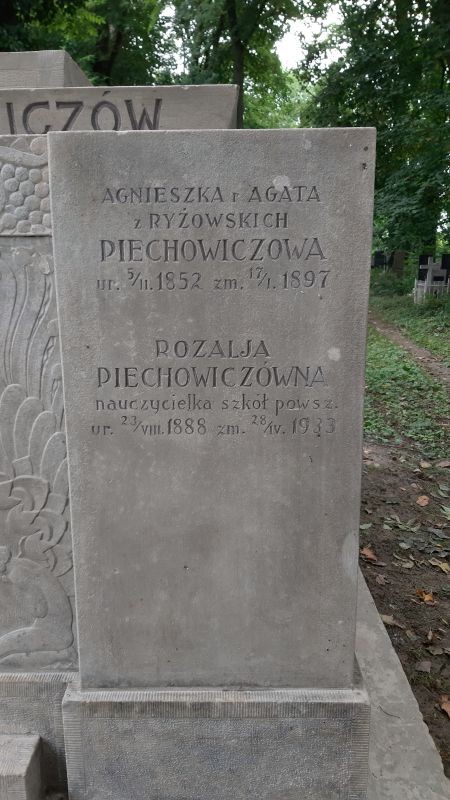 ICZÓW
AGNIESZKA i AGATA
z RYŻOWSKICH
PIECHOWICZOWA
ur. 5/II. 1852 zm. 17/I. 1897
ROZALJA
PIECHOWICZÓWNA
nauczycielka szkół powsz.
ur. 23/VIII. 1888 zm. 28/IV. 1933